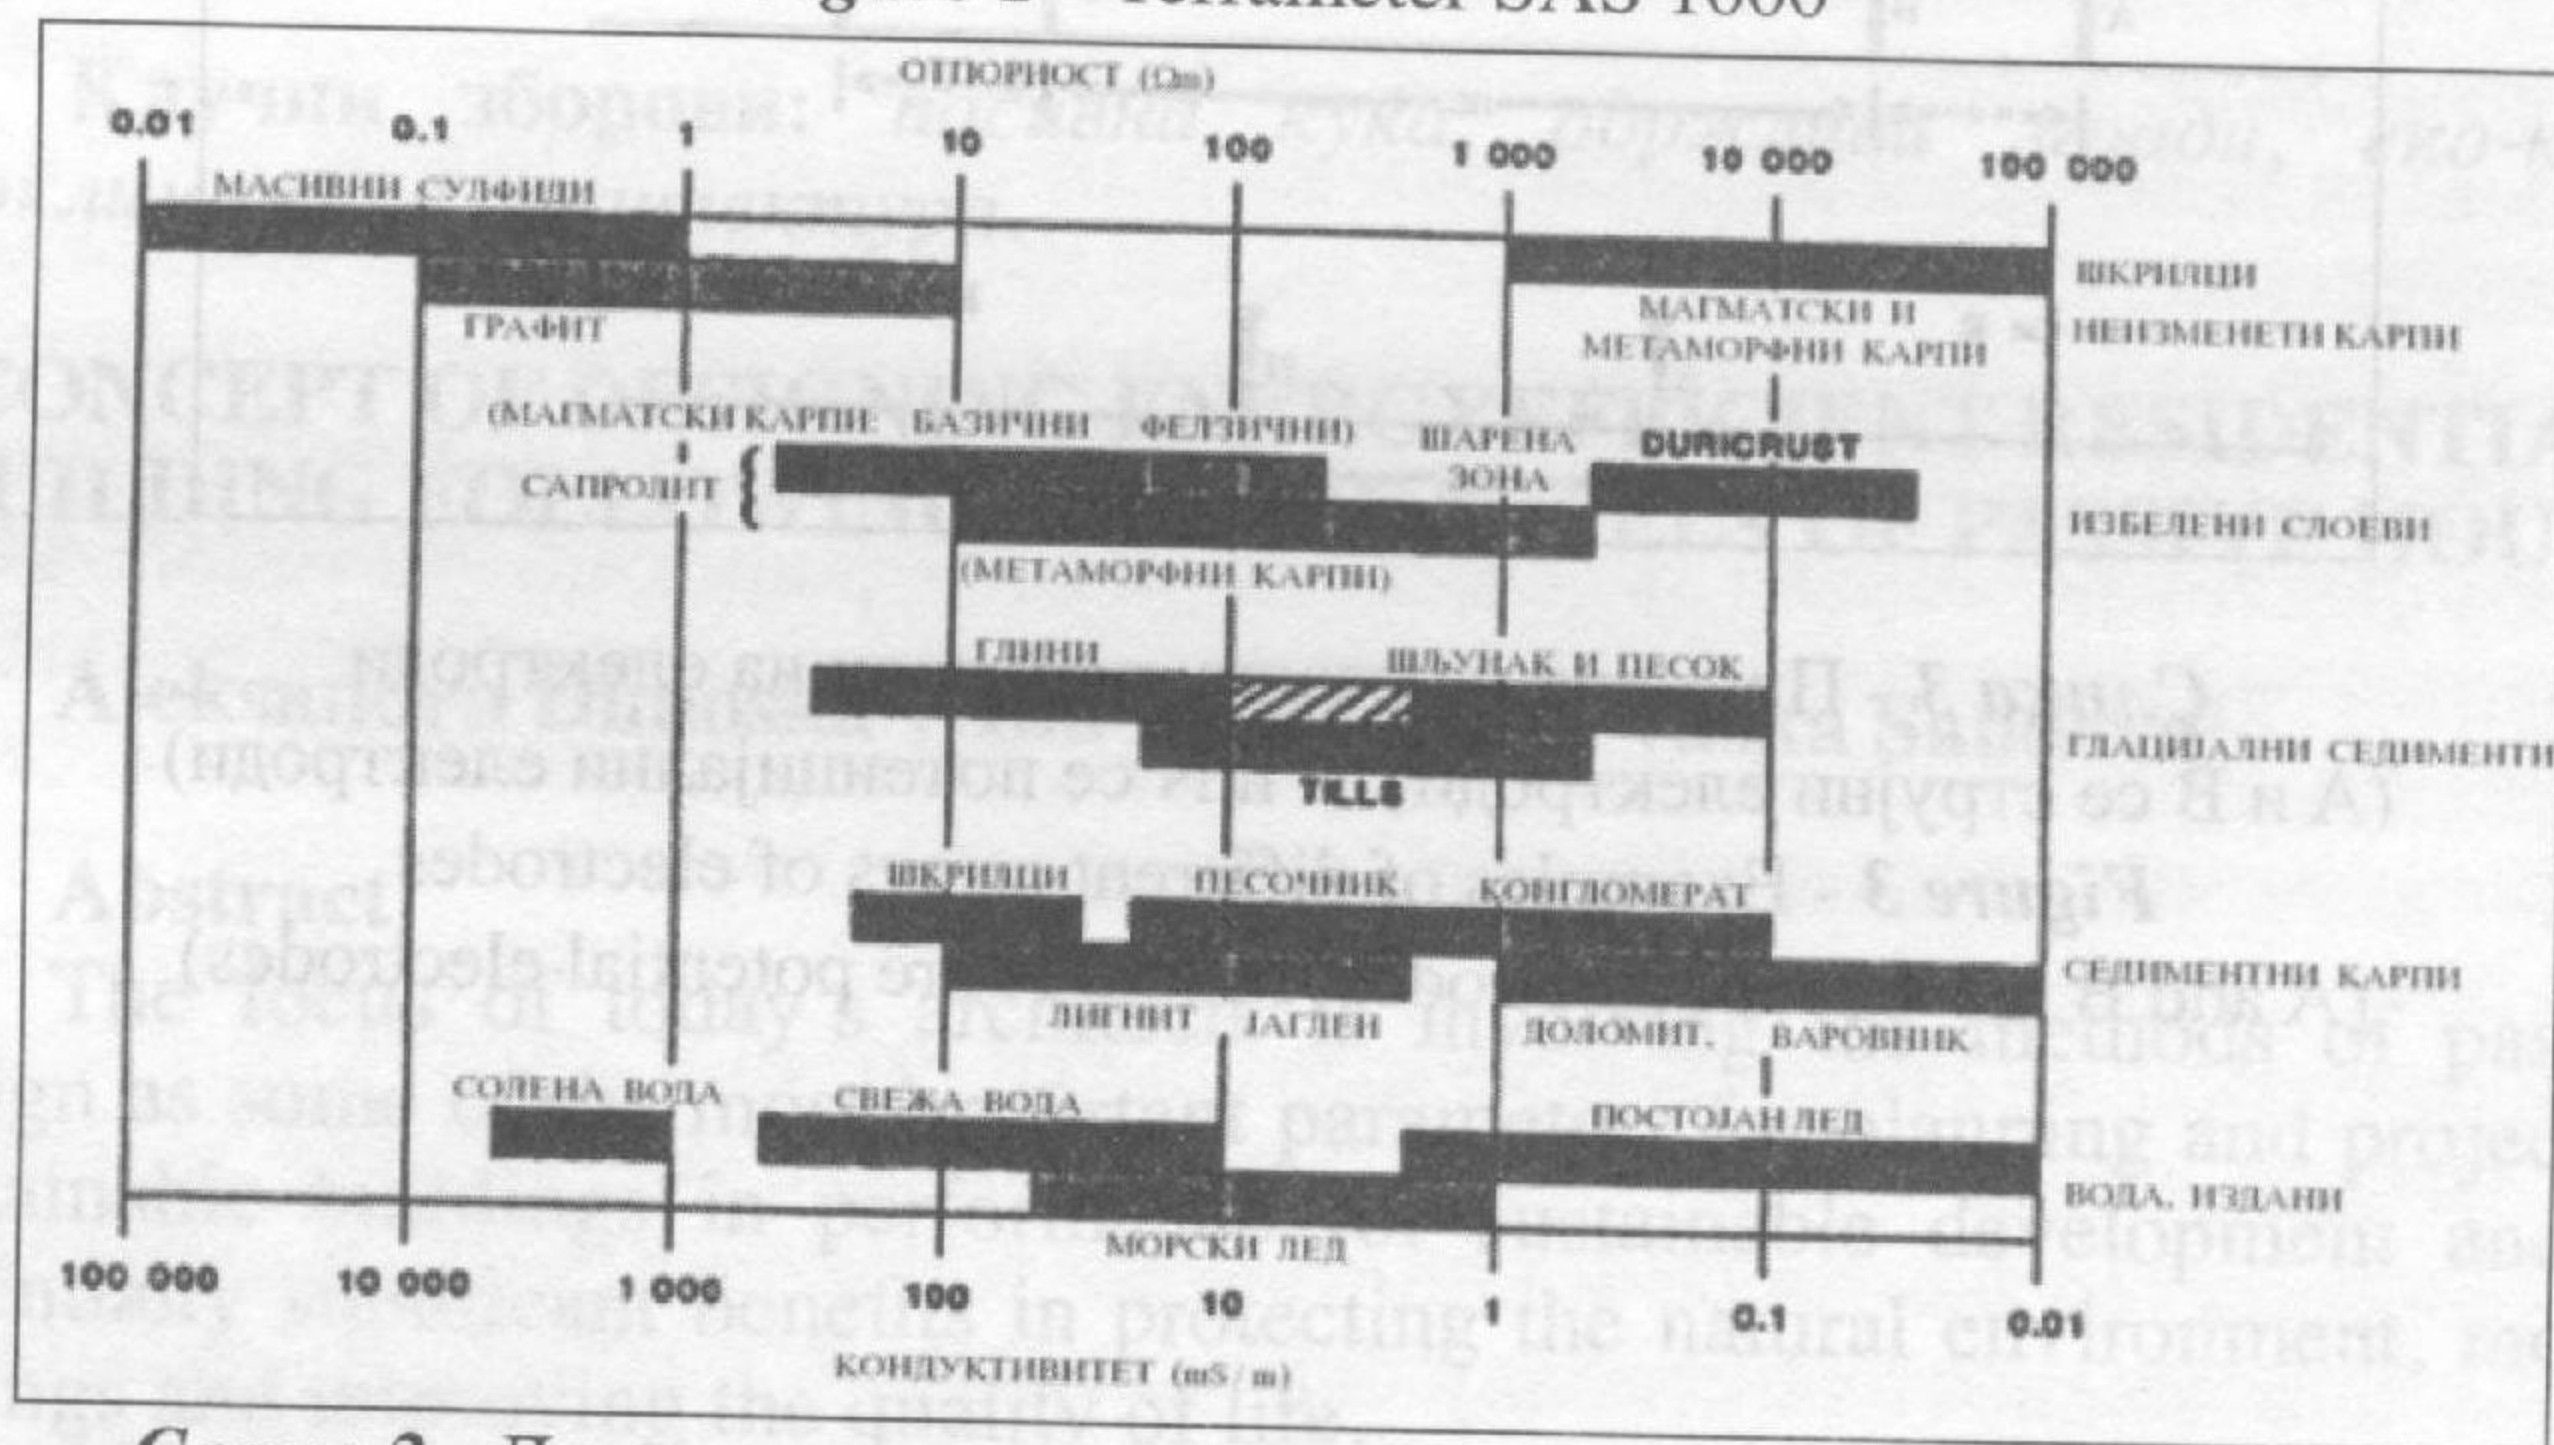 Terrameter SAS 1000
ОТПОРНОСТ (Ωm)
0.01 0.1 1 10 100 1 000 10 000 100 000
МАСИВНИ СУЛФИДИ
ШКРИЛЦИ
ГРАФИТ
МАГМАТСКИ И
МЕТАМОРФНИ КАРПИ
НЕИЗМЕНЕТИ КАРПИ
(МАГМАТСКИ КАРПИ: БАЗИЧНИ ФЕЛЗИЧНИ)
ШАРЕНА
ЗОНА
DURICRUST
САПРОЛИТ {
ИЗБЕЛЕНИ СЛОЕВИ
(МЕТАМОРФНИ КАРПИ)
ГЛИНИ ШЉУНАК И ПЕСОК
ГЛАЦИЈАЛНИ СЕДИМЕНТИ
TILLS
ШКРИЛЦИ ПЕСОЧНИК КОНГЛОМЕРАТ
СЕДИМЕНТНИ КАРПИ
ЛИГНИТ ЈАГЛЕН ДОЛОМИТ, ВАРОВНИК
СОЛЕНА ВОДА СВЕЖА ВОДА ПОСТОЈАН ЛЕД
ВОДА, ИЗДАНИ
МОРСКИ ЛЕД
100 000 10 000 1 000 100 10 1 0.1 0.01
КОНДУКТИВИТЕТ (mS/m)